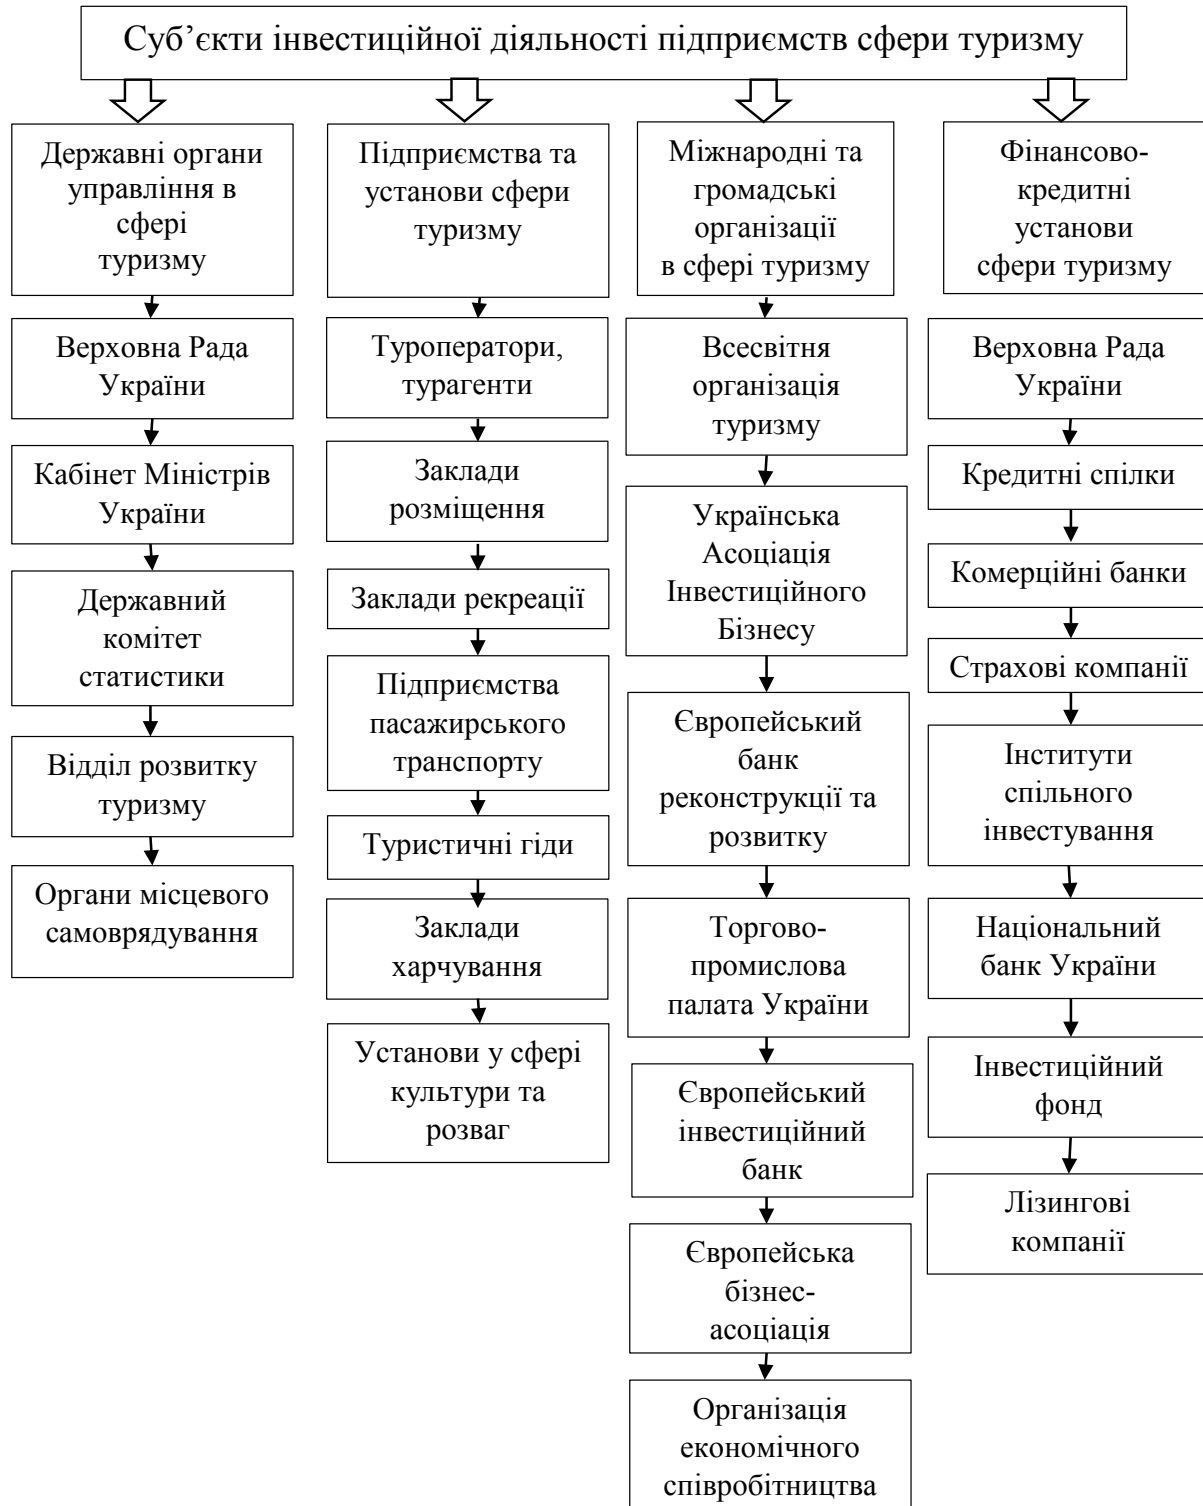 Суб’єкти інвестиційної діяльності підприємств сфери туризму
Державні органи
управління в
сфері
туризму
Верховна Рада
України
Кабінет Міністрів
України
Державний
комітет
статистики
Відділ розвитку
туризму
Органи місцевого
самоврядування
Підприємства та
установи сфери
туризму
Туроператори,
турагенти
Заклади
розміщення
Заклади рекреації
Підприємства
пасажирського
транспорту
Туристичні гіди
Заклади
харчування
Установи у сфері
культури та
розваг
Міжнародні та
громадські
організації
в сфері туризму
Всесвітня
організація
туризму
Українська
Асоціація
Інвестиційного
Бізнесу
Європейський
банк
реконструкції та
розвитку
Торгово-
промислова
палата України
Європейський
інвестиційний
банк
Європейська
бізнес-
асоціація
Організація
економічного
співробітництва
Фінансово-
кредитні
установи
сфери туризму
Верховна Рада
України
Кредитні спілки
Комерційні банки
Страхові компанії
Інститути
спільного
інвестування
Національний
банк України
Інвестиційний
фонд
Лізингові
компанії